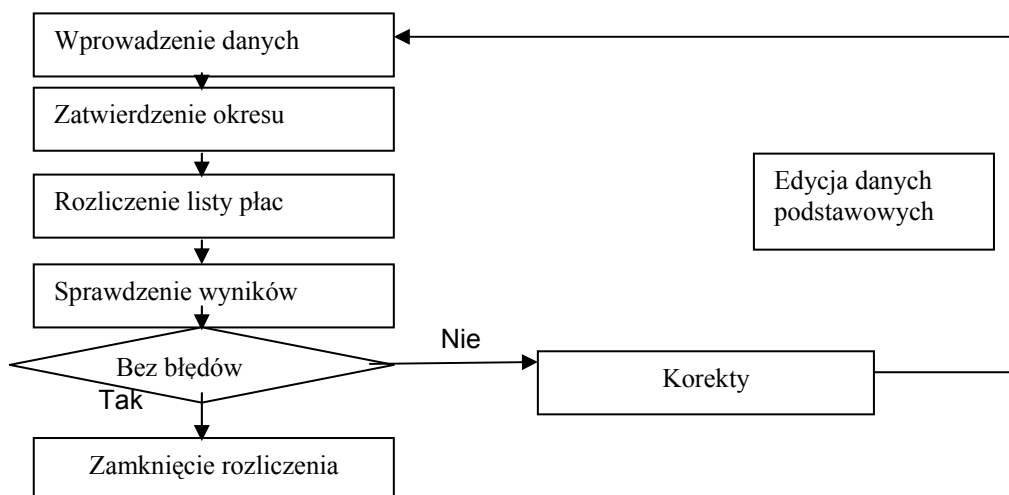 Wprowadzenie danych
Zatwierdzenie okresu
Rozliczenie listy płac
Edycja danych
podstawowych
Sprawdzenie wyników
Nie
Bez błędów
Korekty
Tak
Zamknięcie rozliczenia